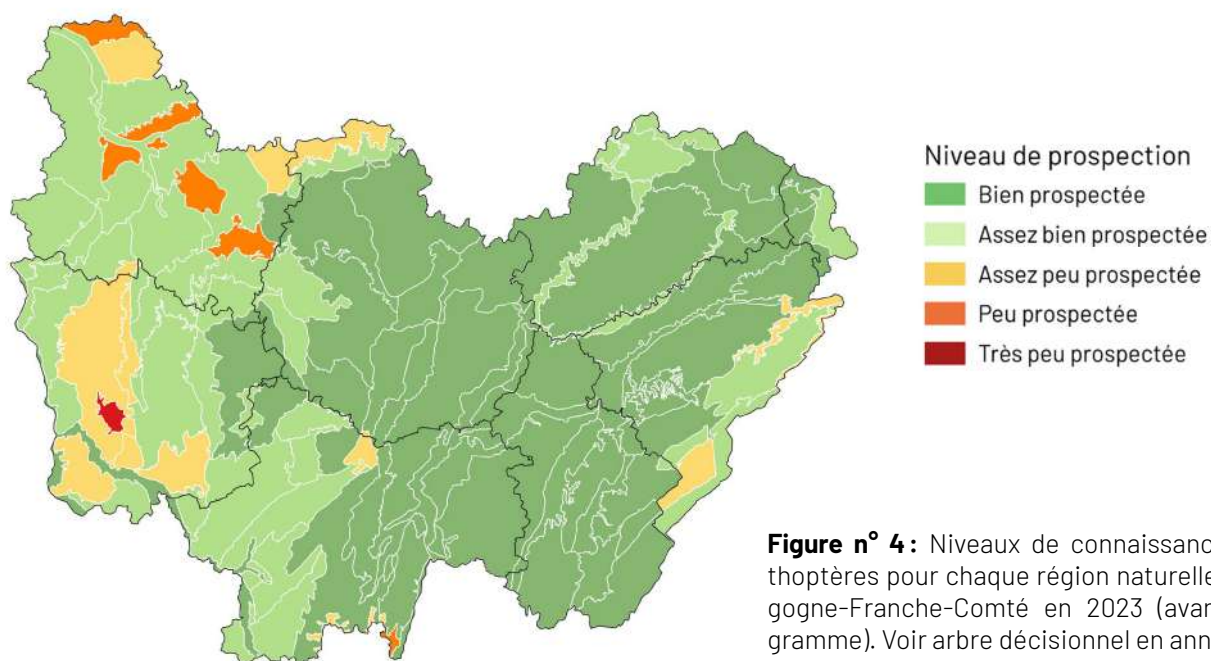 Niveau de prospection
Bien prospectée
Assez bien prospectée
Assez peu prospectée
Peu prospectée
Très peu prospectée
Figure n° 4 : Niveaux de connaissanc
thoptères pour chaque région naturelle
gogne-Franche-Comté en 2023 (avan
gramme). Voir arbre décisionnel en ann